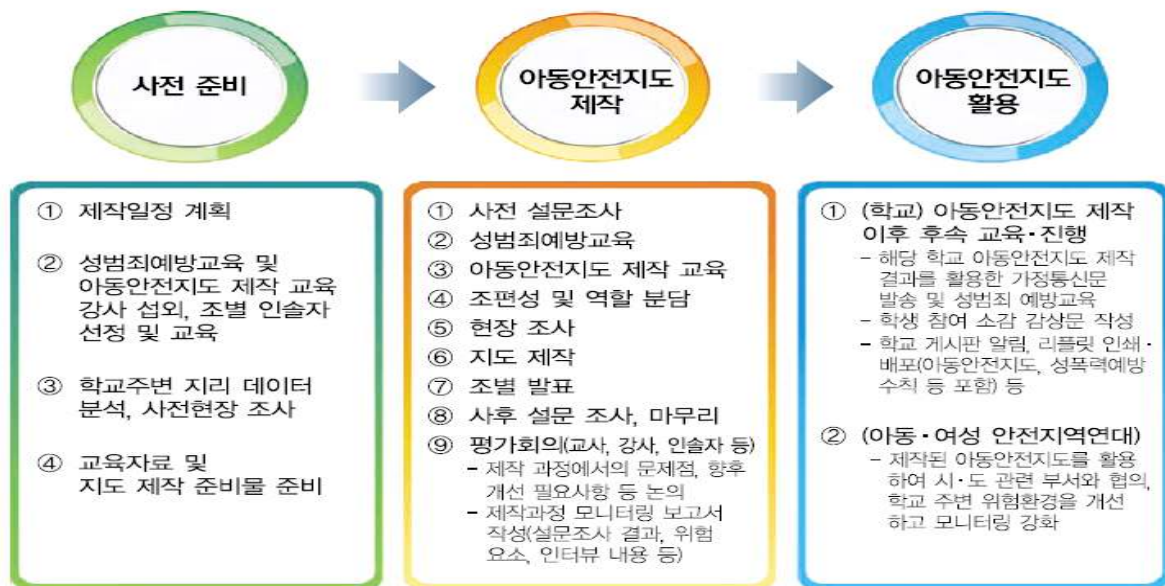 사전 준비
아동안전지도
제작
아동안전지도
활용
① 제작일정 계획
② 성범죄예방교육 및
아동안전지도 제작 교육
강사 섭외, 조별 인솔자
선정 및 교육
③ 학교주변 지리 데이터
분석, 사전현장 조사
④ 교육자료 및
지도 제작 준비물 준비
① 사전 설문조사
② 성범죄예방교육
③ 아동안전지도 제작 교육
④ 조편성 및 역할 분담
⑤ 현장 조사
⑥ 지도 제작
⑦ 조별 발표
⑧ 사후 설문 조사, 마무리
⑨ 평가회의(교사, 강사, 인솔자 등)
– 제작 과정에서의 문제점, 향후
개선 필요사항 등 논의
– 제작과정 모니터링 보고서
작성(설문조사 결과, 위험
요소, 인터뷰 내용 등)
① (학교) 아동안전지도 제작
이후 후속 교육·진행
– 해당 학교 아동안전지도 제작
결과를 활용한 가정통신문
발송 및 성범죄 예방교육
– 학생 참여 소감 감상문 작성
– 학교 게시판 알림, 리플릿 인쇄·
배포(아동안전지도, 성폭력예방
수칙 등 포함) 등
② (아동·여성 안전지역연대)
– 제작된 아동안전지도를 활용
하여 시·도 관련 부서와 협의,
학교 주변 위험환경을 개선
하고 모니터링 강화